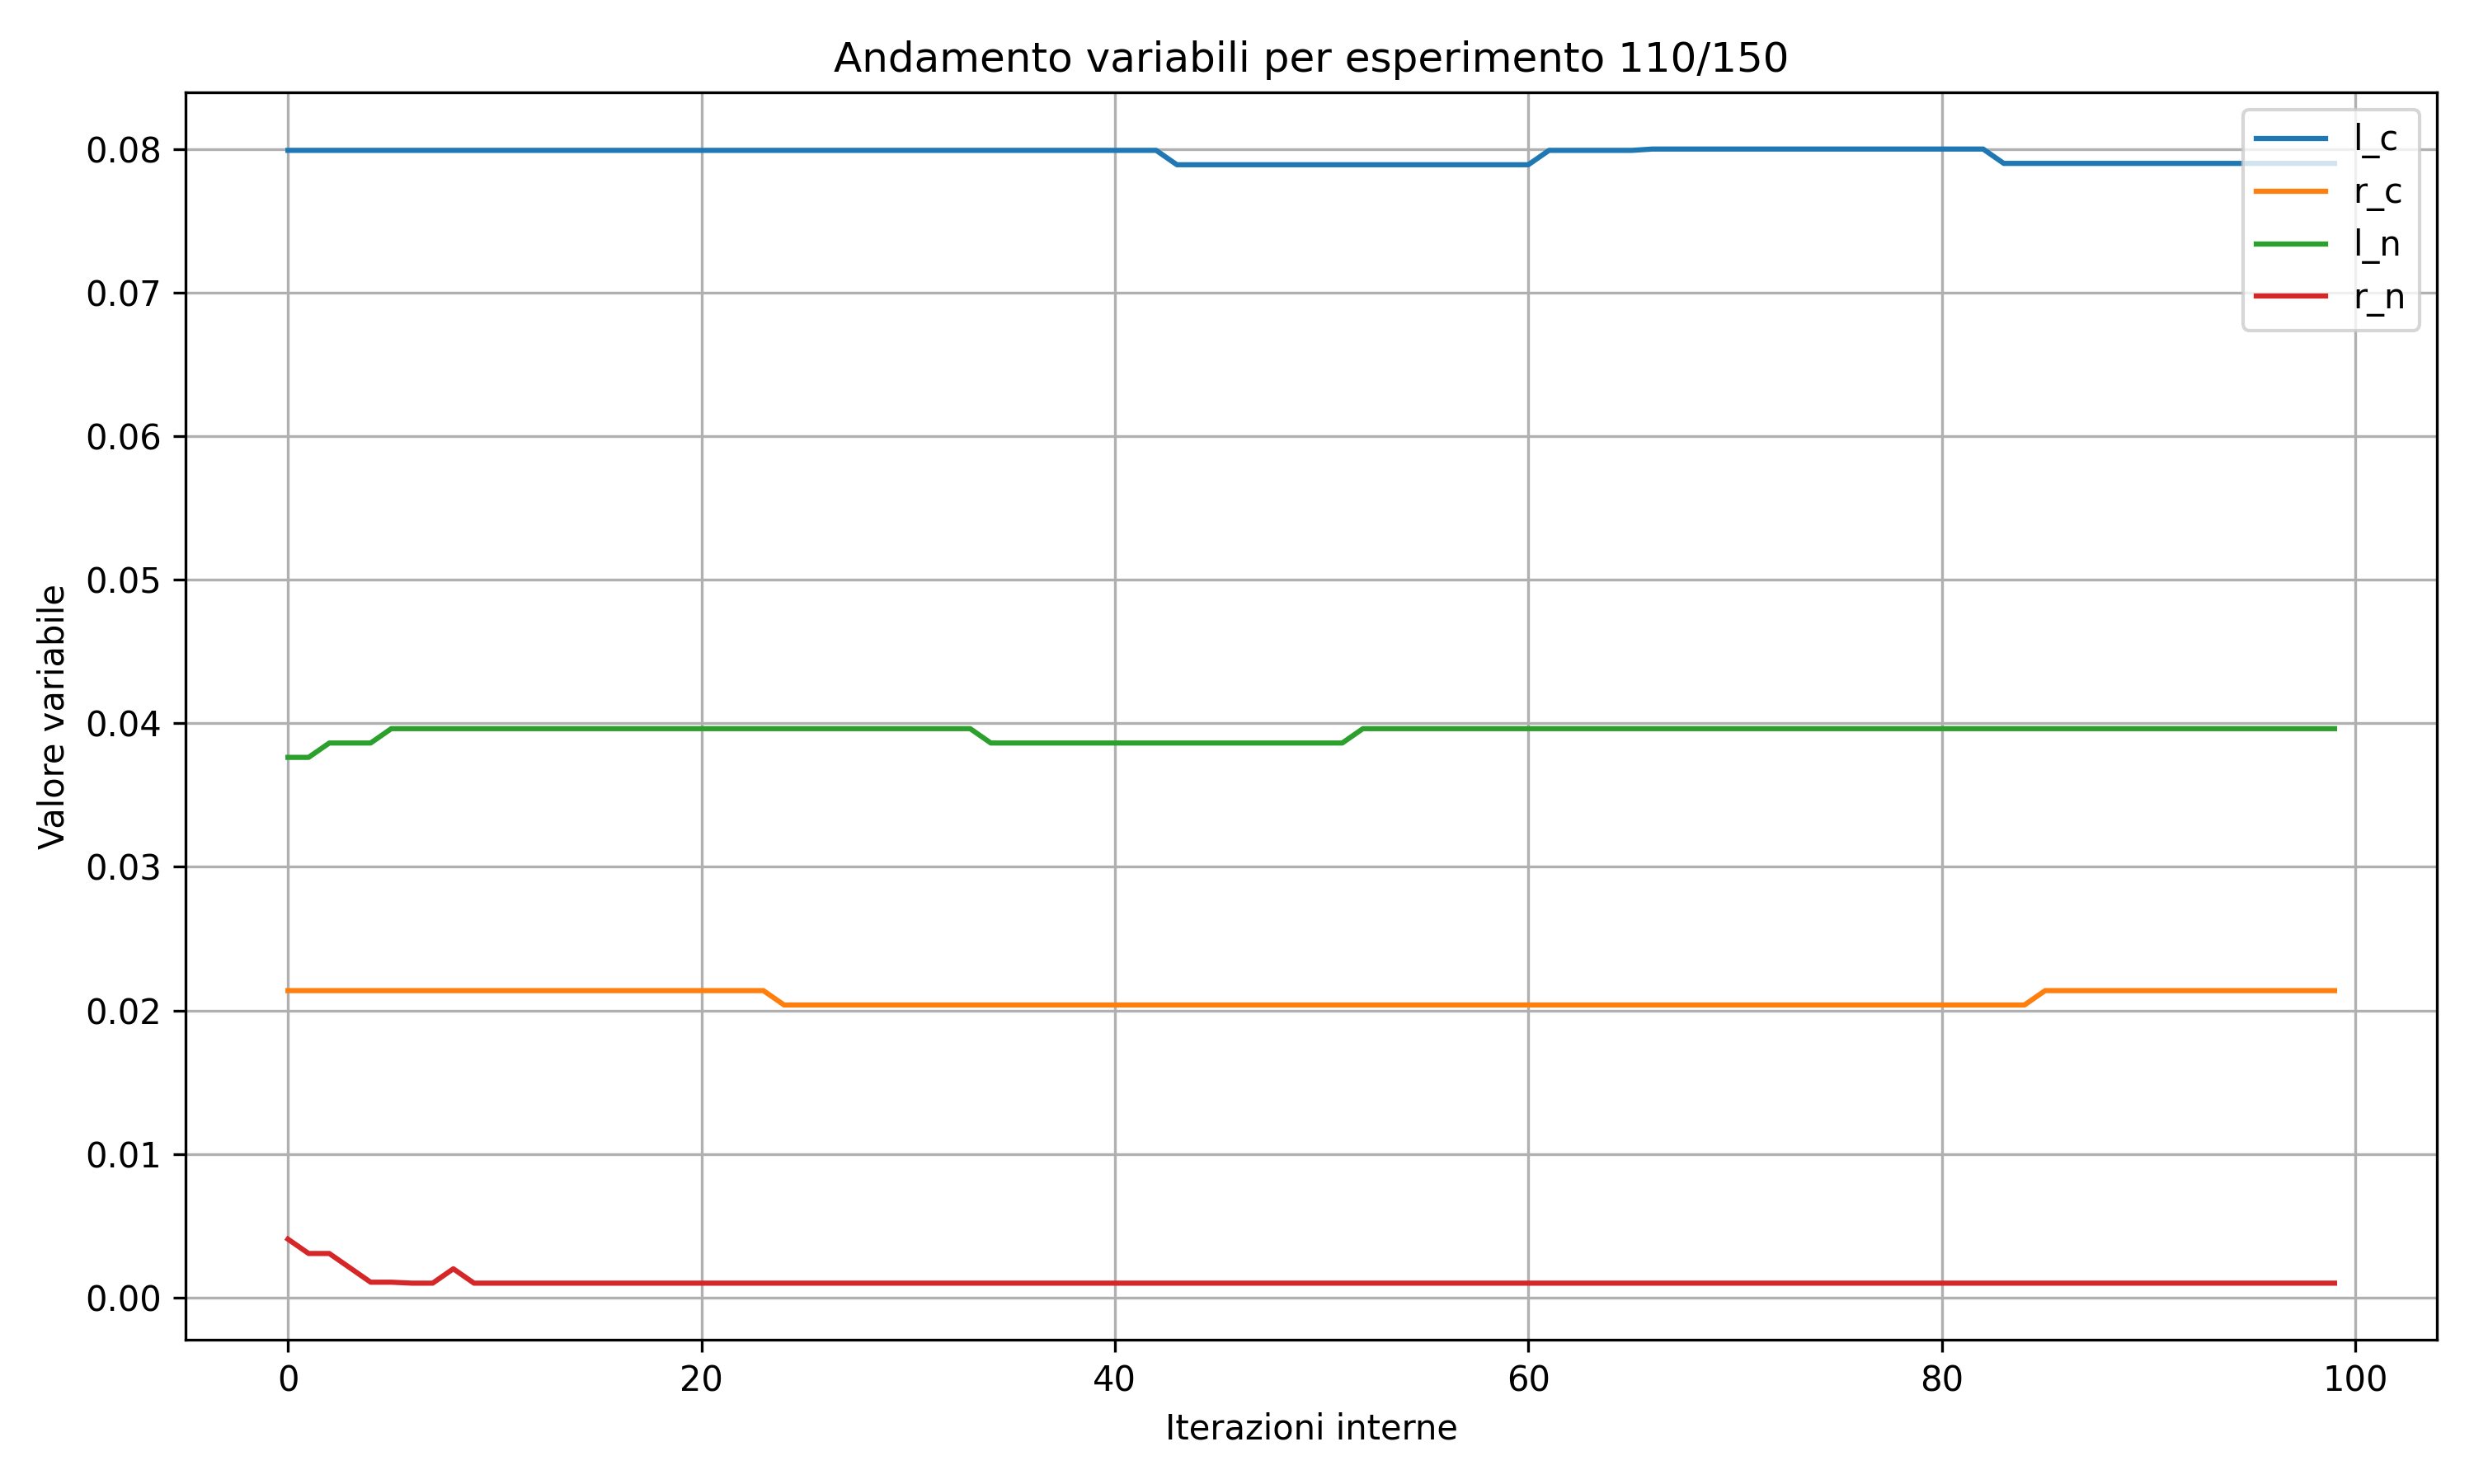 Andamento variabili per esperimento 110/150
l_c
r_c
l_n
r_n
0.08
0.07
0.06
0.05
0.04
0.03
0.02
0.01
0.00
Valore variabile
0 20 40 60 80 100
Iterazioni interne